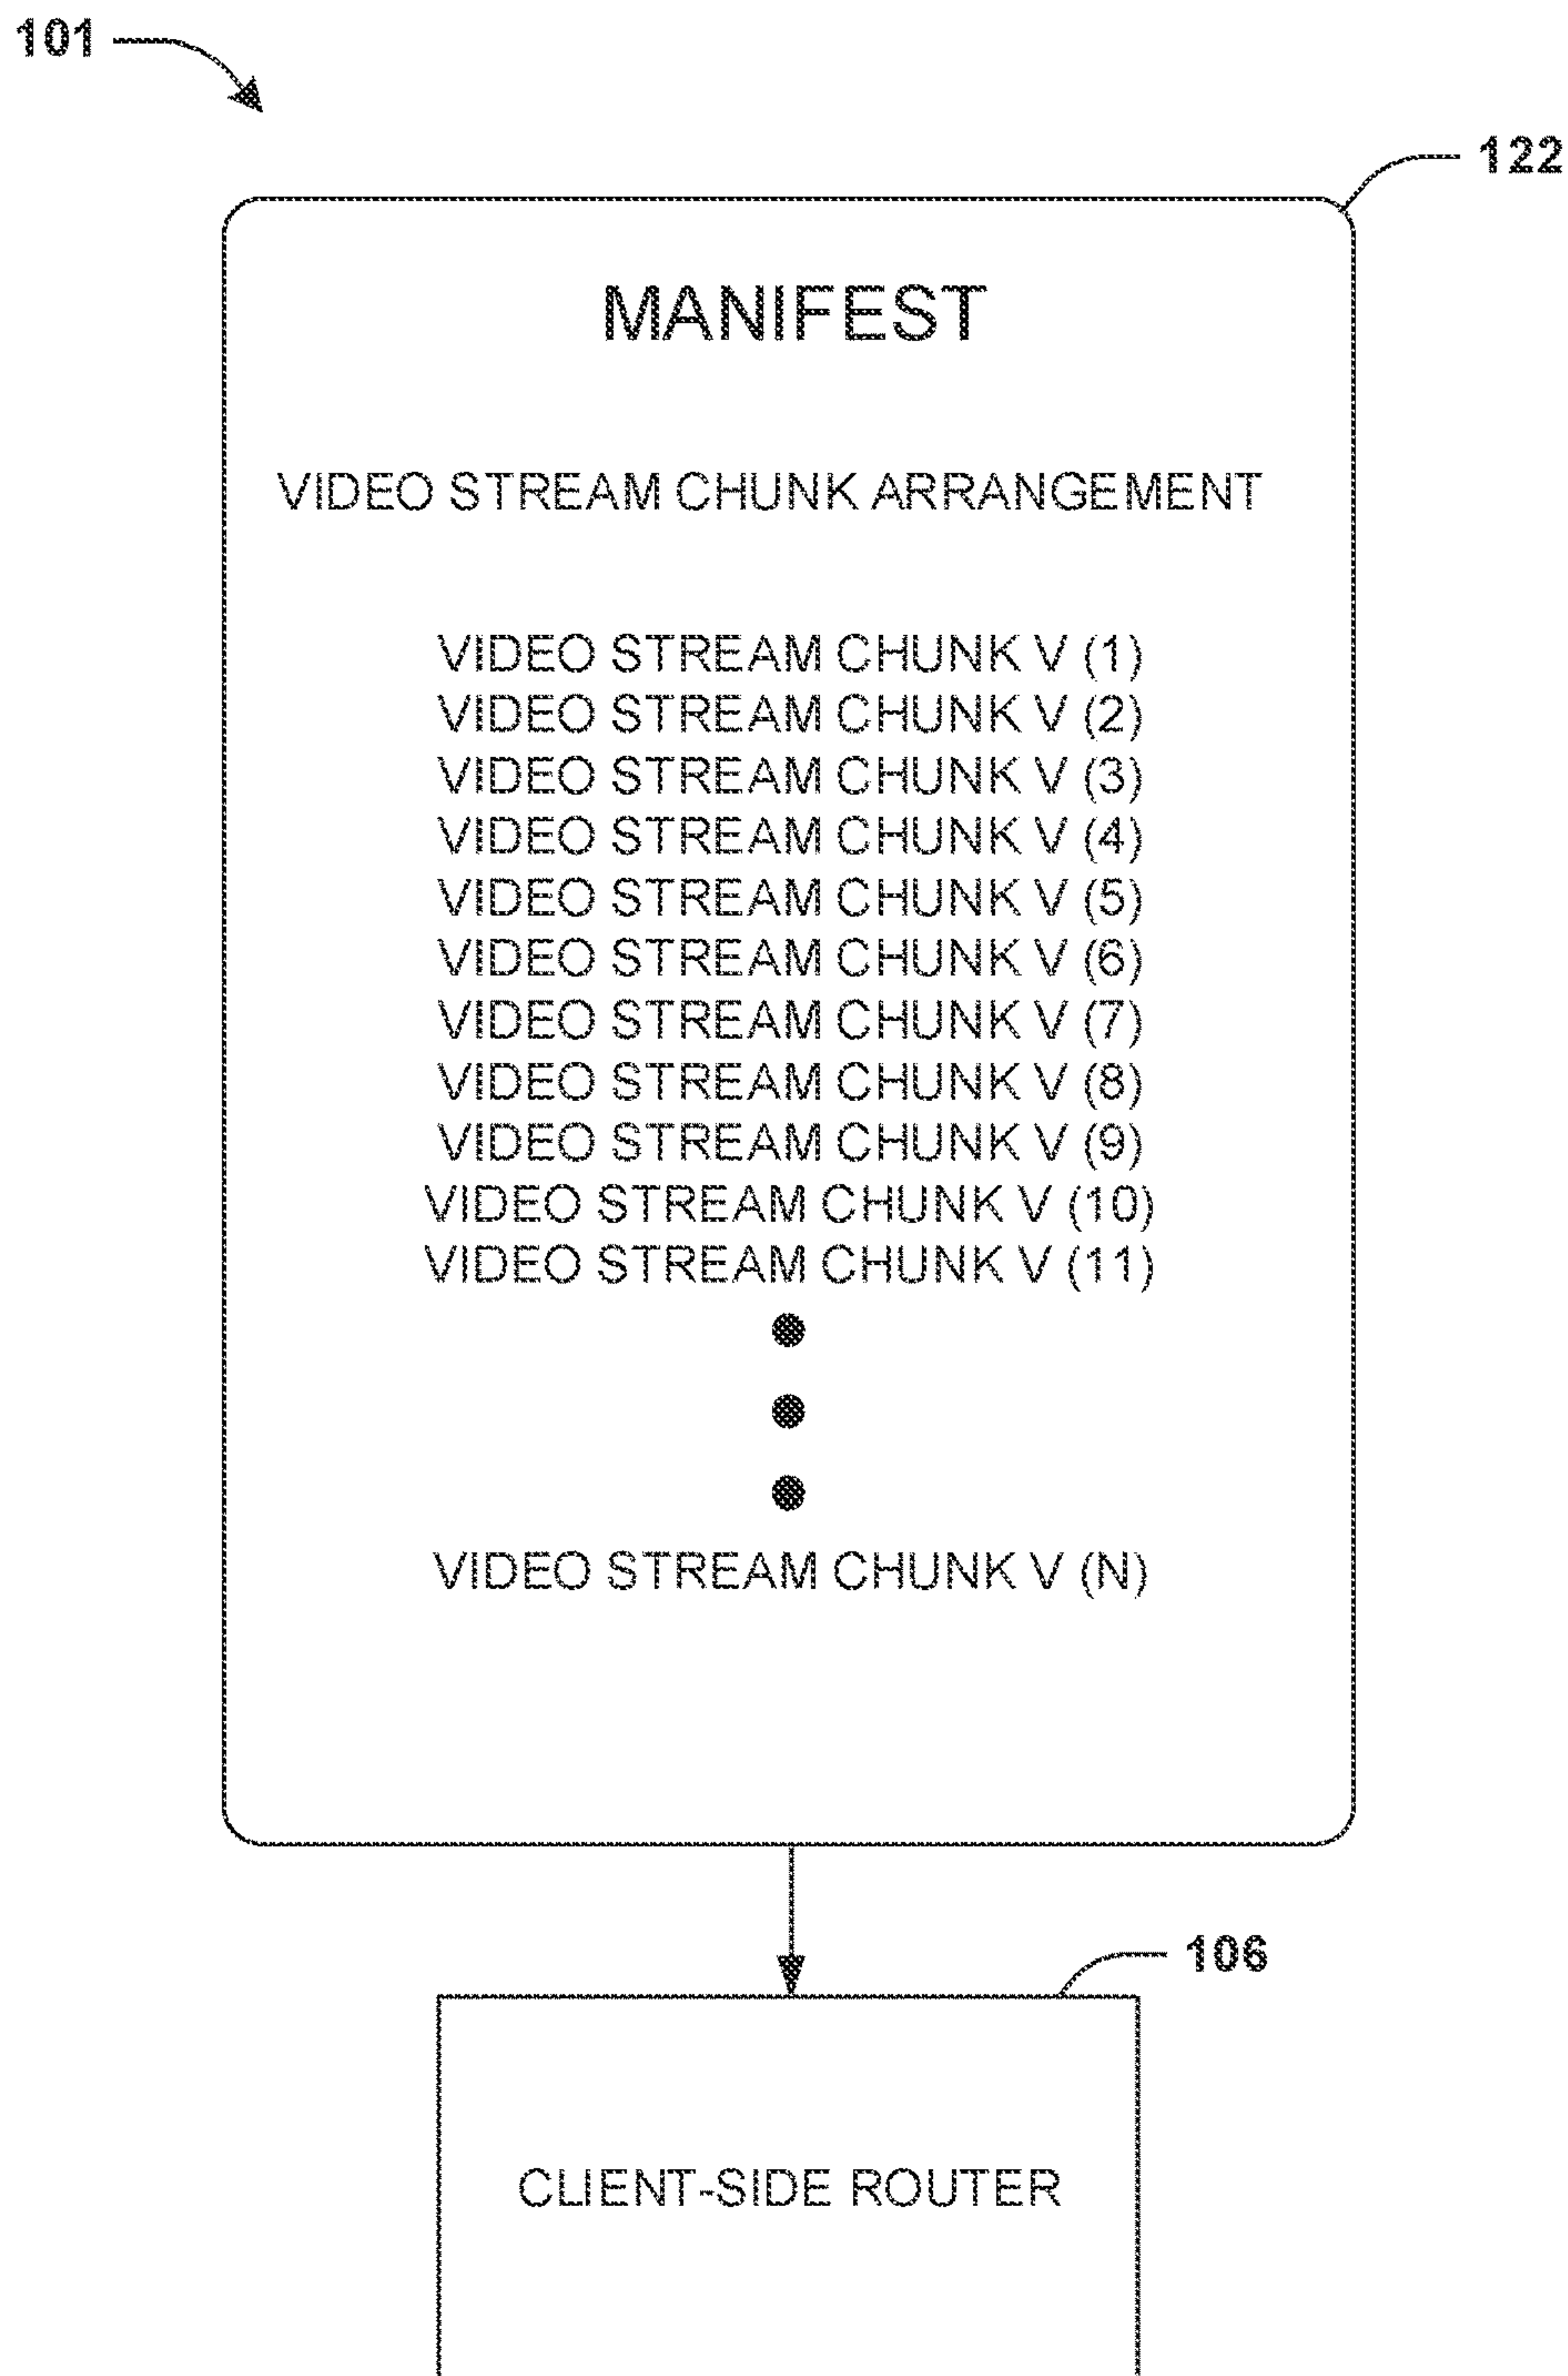 101
122
MANIFEST
VIDEO STREAM CHUNK ARRANGEMENT
VIDEO STREAM CHUNK V (1)
VIDEO STREAM CHUNK V (2)
VIDEO STREAM CHUNK V (3)
VIDEO STREAM CHUNK V (4)
VIDEO STREAM CHUNK V (5)
VIDEO STREAM CHUNK V (6)
VIDEO STREAM CHUNK V (7)
VIDEO STREAM CHUNK V (8)
VIDEO STREAM CHUNK V (9)
VIDEO STREAM CHUNK V (10)
VIDEO STREAM CHUNK V (11)
VIDEO STREAM CHUNK V (N)
106
CLIENT-SIDE ROUTER